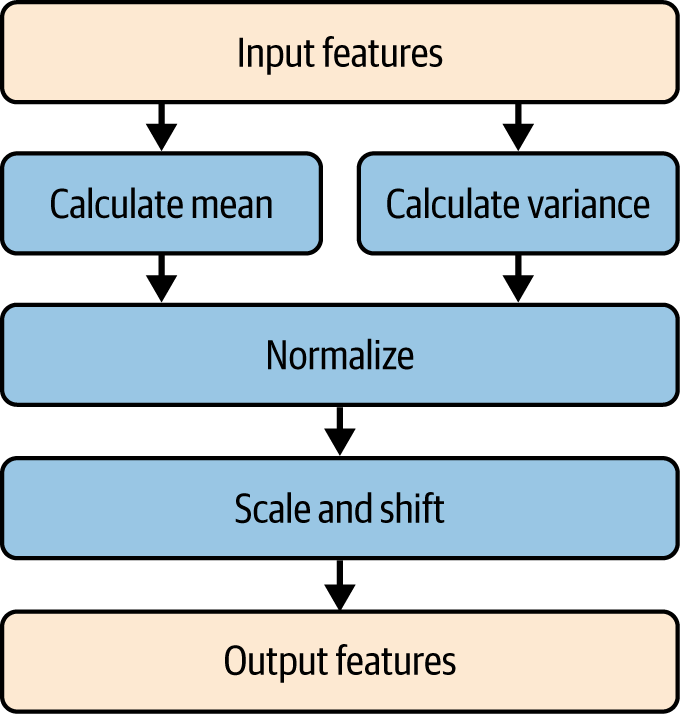 Input features
Calculate mean
Calculate variance
Normalize
Scale and shift
Output features